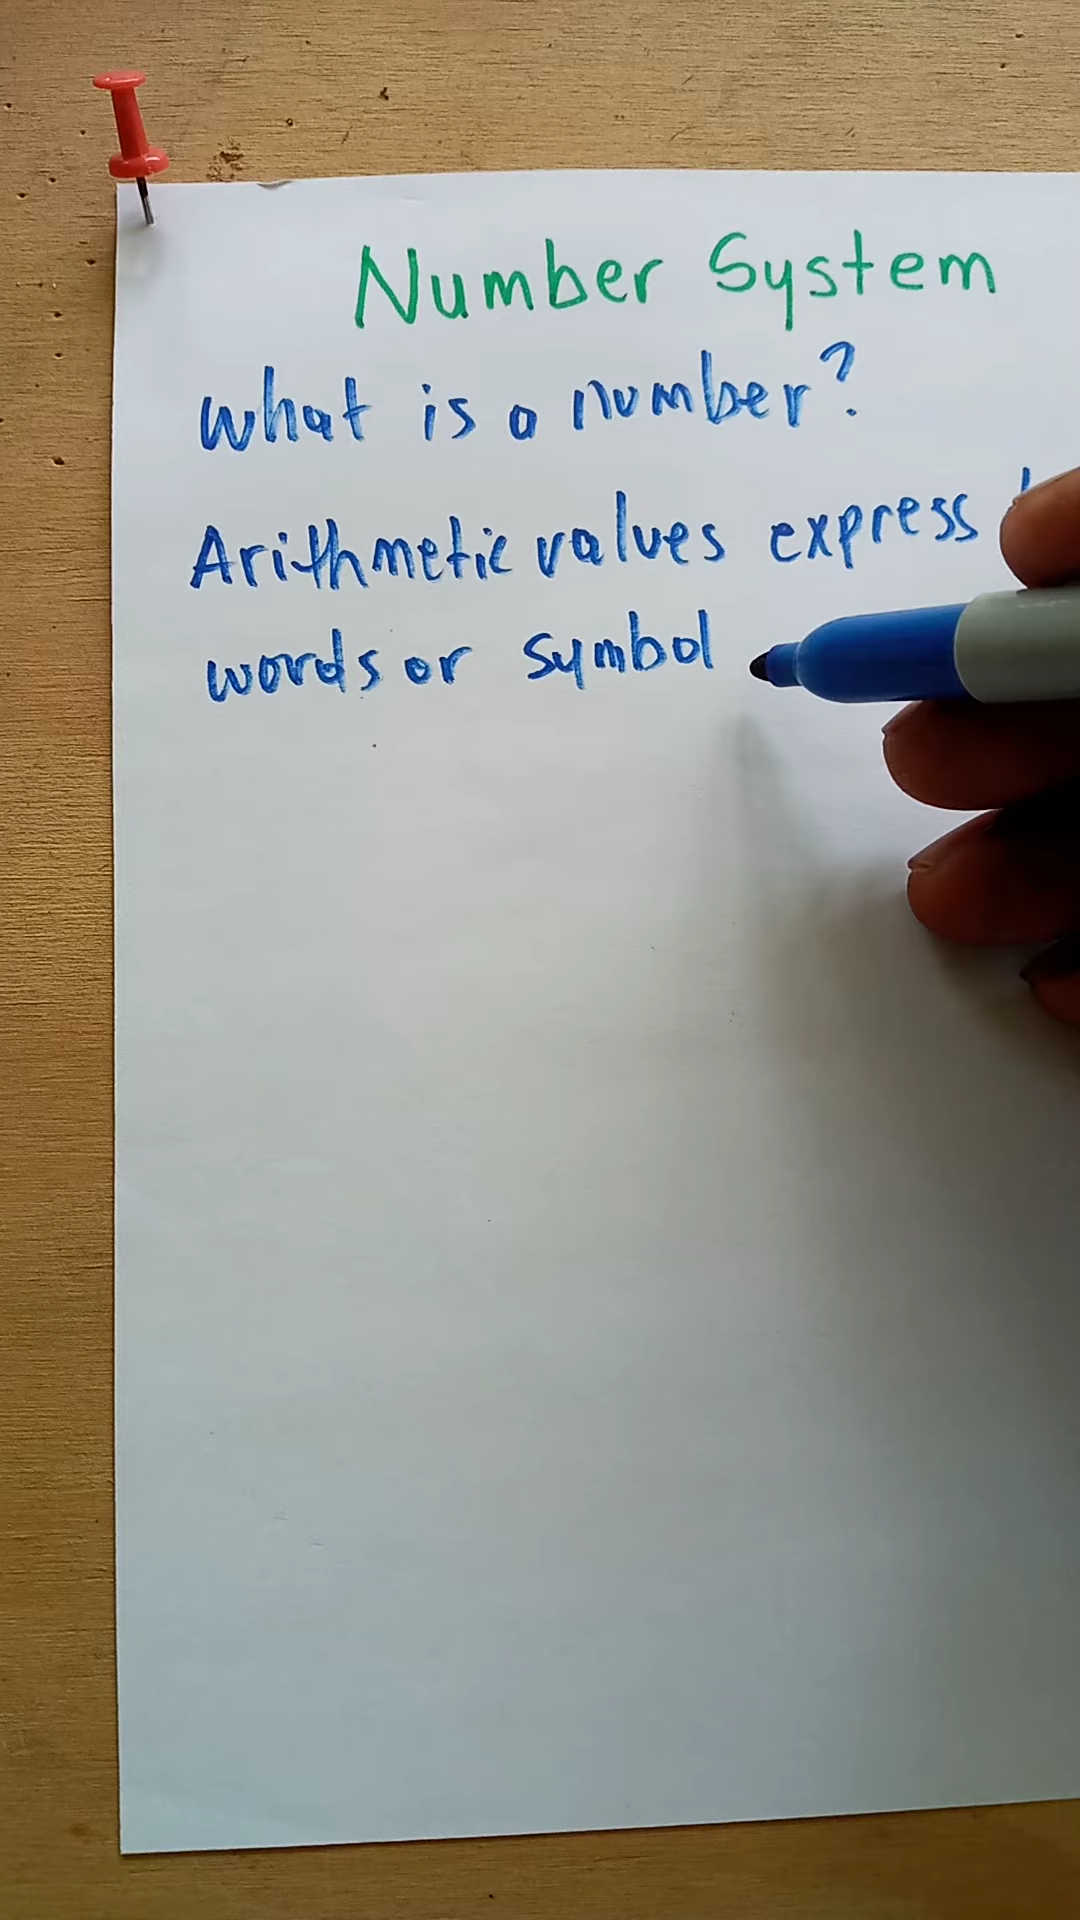 Number System
What is a number?
Arithmetic values express
words or symbol